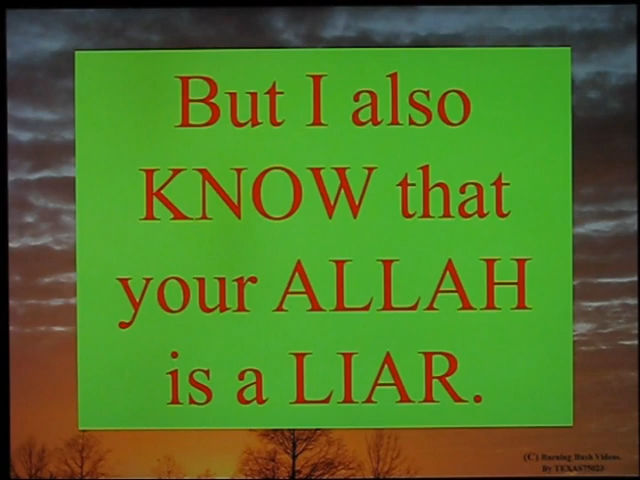 But I also
KNOW that
your ALLAH
is a LIAR.
(C) Burning Bush Videos.
By TEXAS75023